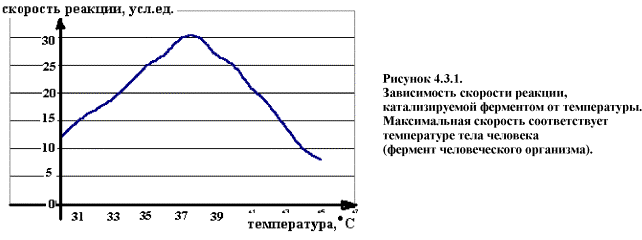 скорость реакции, усл.ед.
30
25
20
15
10
5
0
31 33 35 37 39
температура,°C
Рисунок 4.3.1.
Зависимость скорости реакции,
катализируемой ферментом от температуры.
Максимальная скорость соответствует
температуре тела человека
(фермент человеческого организма).